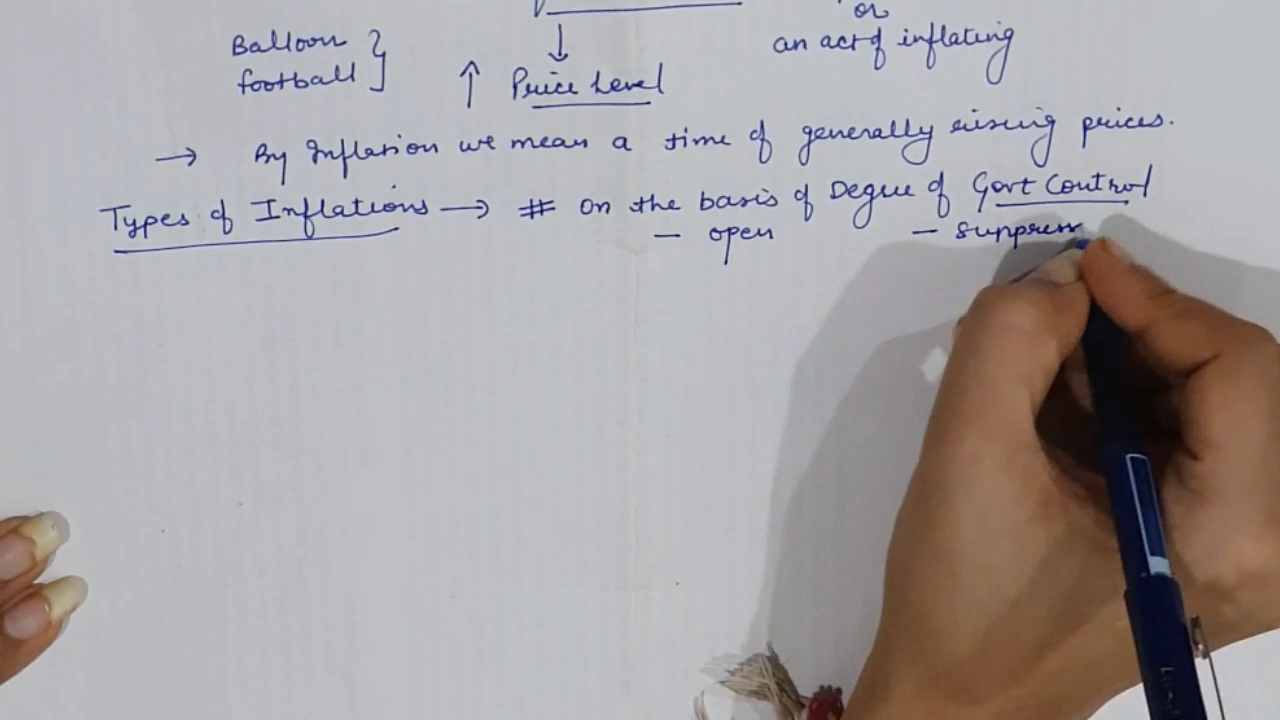 or
Balloon
football }
an act of inflating
↑ Price Level
→ By Inflation we mean a time of generally rising prices.
Types of Inflations → # on the basis of Degree of Govt Control
- open - suppress